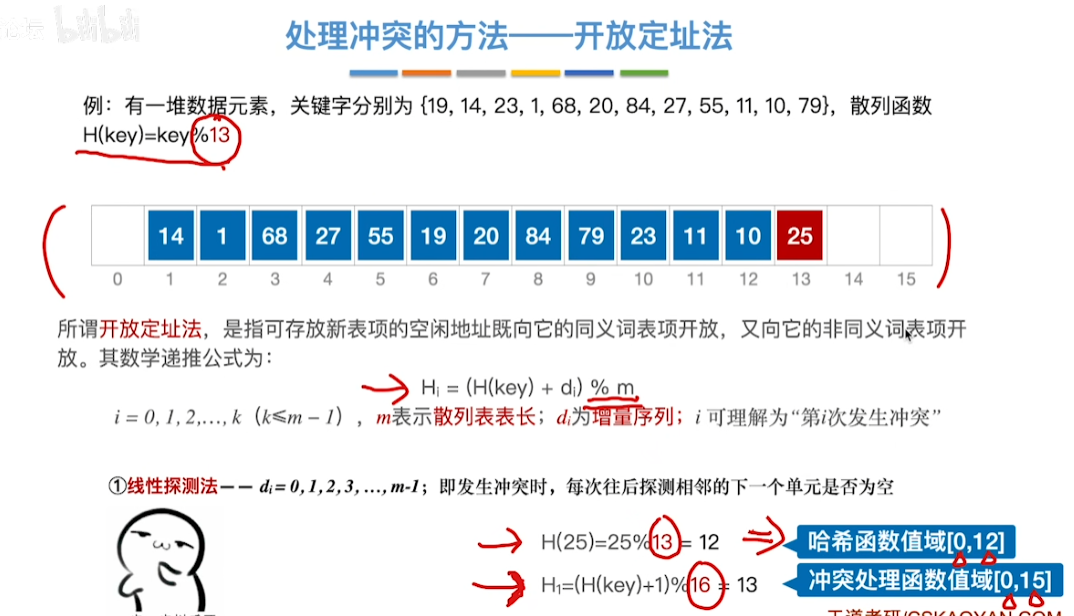 处理冲突的方法——开放定址法
例：有一堆数据元素，关键字分别为 {19, 14, 23, 1, 68, 20, 84, 27, 55, 11, 10, 79}，散列函数
H(key)=key%13
14 1 68 27 55 19 20 84 79 23 11 10 25
0 1 2 3 4 5 6 7 8 9 10 11 12 13 14 15
所谓开放定址法，是指可存放新表项的空闲地址既向它的同义词表项开放，又向它的非同义词表项开
放。其数学递推公式为：
Hi = (H(key) + di) % m
i = 0, 1, 2,…, k（k≤m − 1），m表示散列表表长；di为增量序列；i 可理解为“第i次发生冲突”
①线性探测法—— di = 0, 1, 2, 3, …, m-1；即发生冲突时，每次往后探测相邻的下一个单元是否为空
H(25)=25%13 = 12
哈希函数值域[0,12]
H1=(H(key)+1)%16 = 13
冲突处理函数值域[0,15]
王道考研/CSKAOYAN.COM